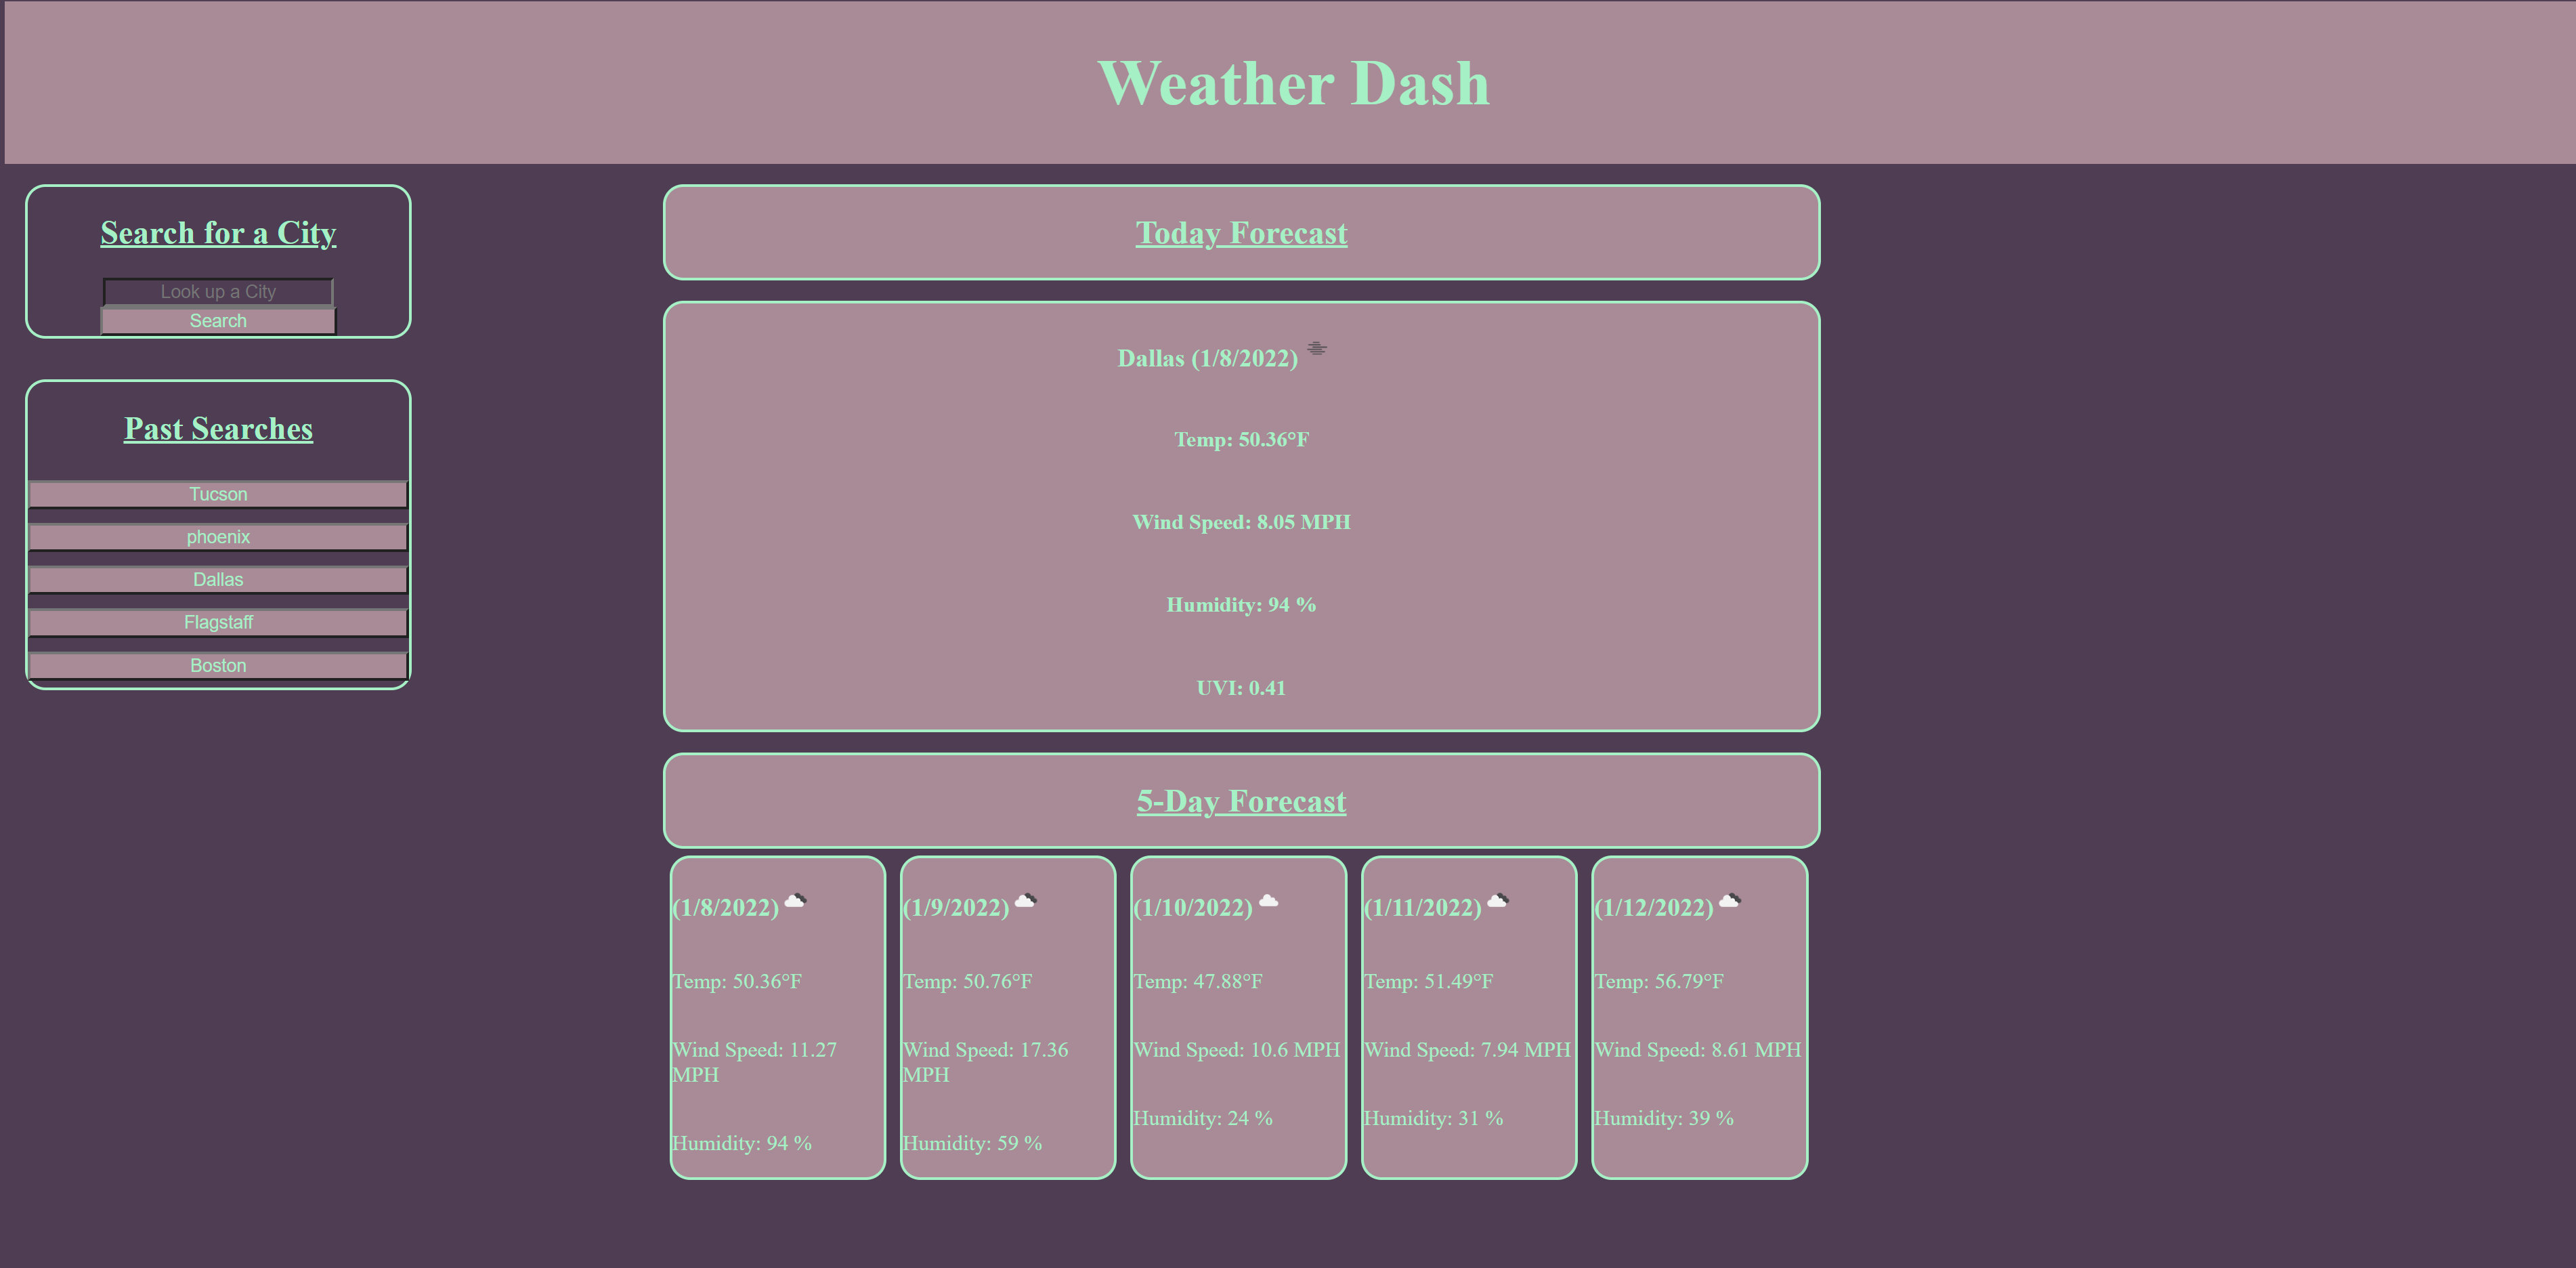 Weather Dash
Search for a City
Look up a City
Search
Past Searches
Tucson
phoenix
Dallas
Flagstaff
Boston
Today Forecast
Dallas (1/8/2022)
Temp: 50.36°F
Wind Speed: 8.05 MPH
Humidity: 94 %
UVI: 0.41
5-Day Forecast
(1/8/2022)
Temp: 50.36°F
Wind Speed: 11.27
MPH
Humidity: 94 %
(1/9/2022)
Temp: 50.76°F
Wind Speed: 17.36
MPH
Humidity: 59 %
(1/10/2022)
Temp: 47.88°F
Wind Speed: 10.6 MPH
Humidity: 24 %
(1/11/2022)
Temp: 51.49°F
Wind Speed: 7.94 MPH
Humidity: 31 %
(1/12/2022)
Temp: 56.79°F
Wind Speed: 8.61 MPH
Humidity: 39 %